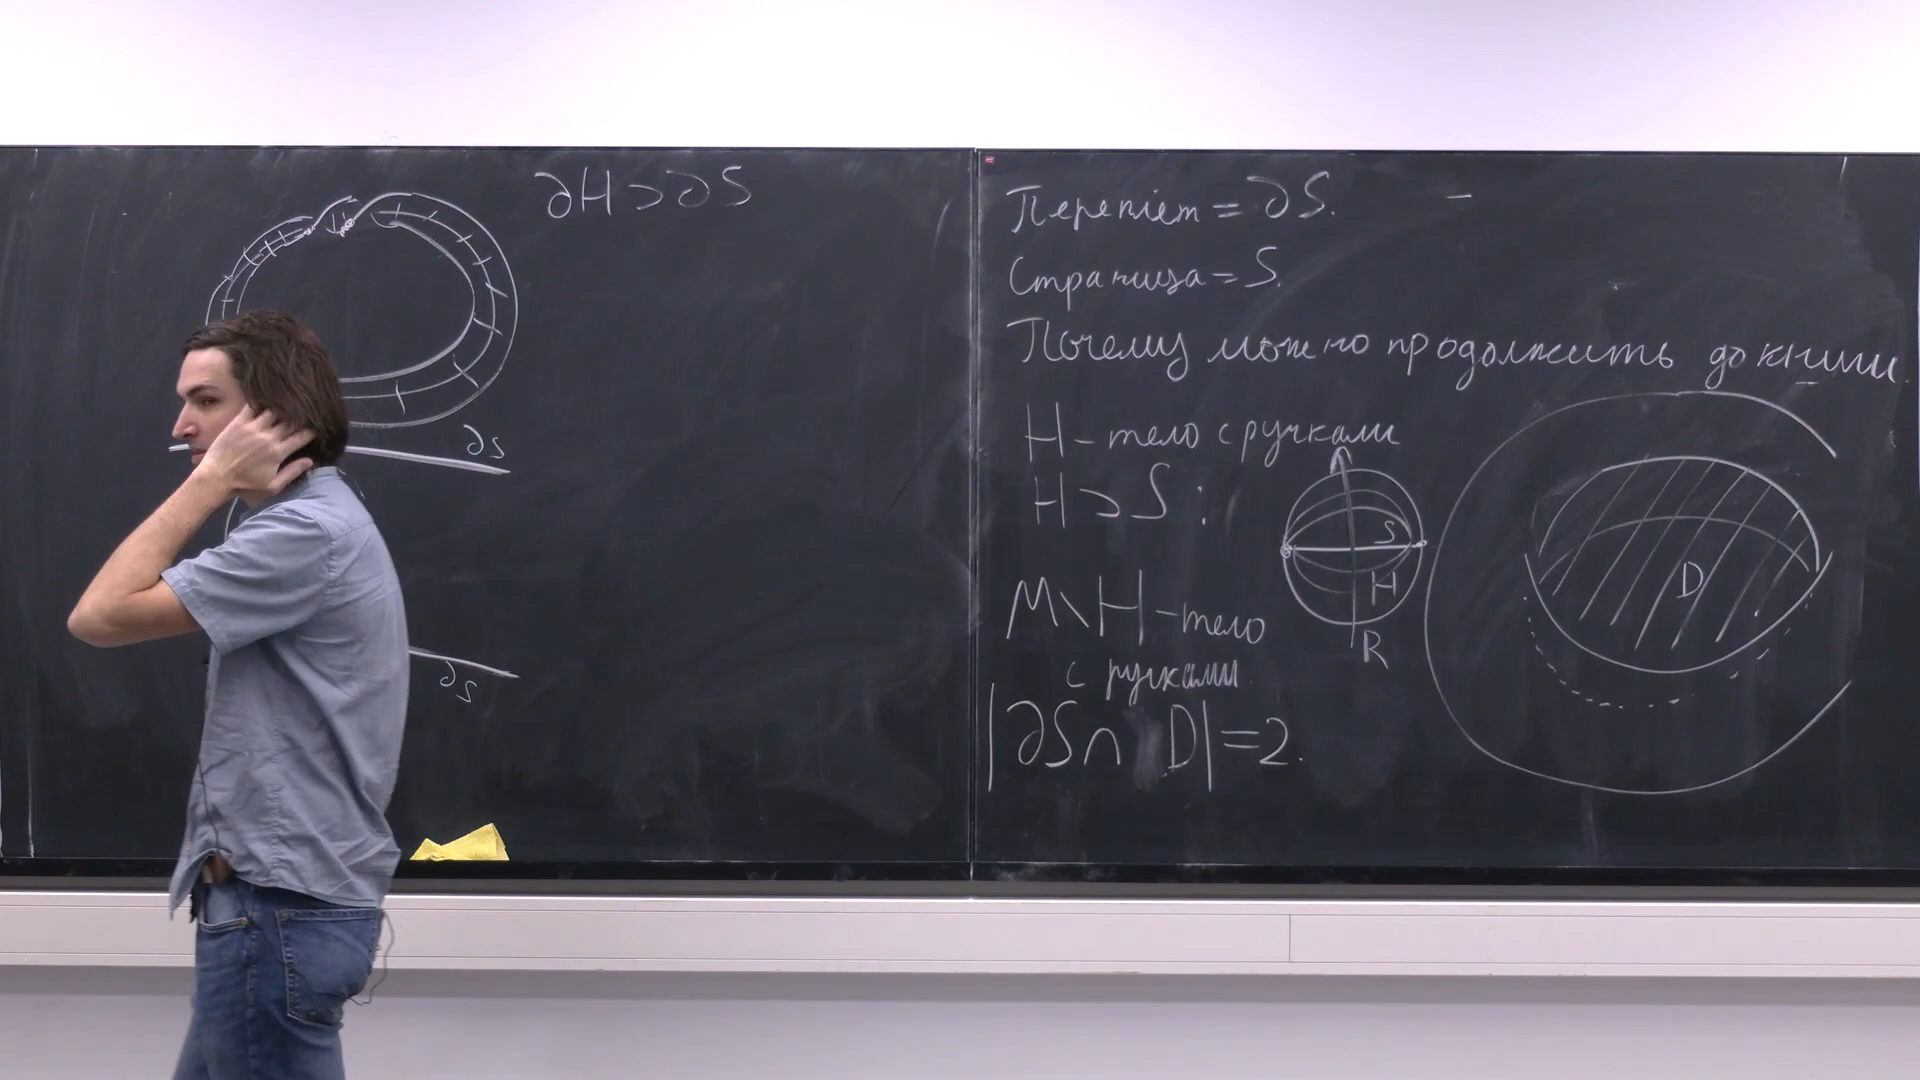 ∂H ⊃ ∂S
∂S
∂S
Переплёт = ∂S.
Страница = S.
Почему можно продолжить до книги.
H – тело с ручками
H ⊃ S :
S
H
R
D
M \ H – тело
с ручками.
|∂S ∩ D| = 2.